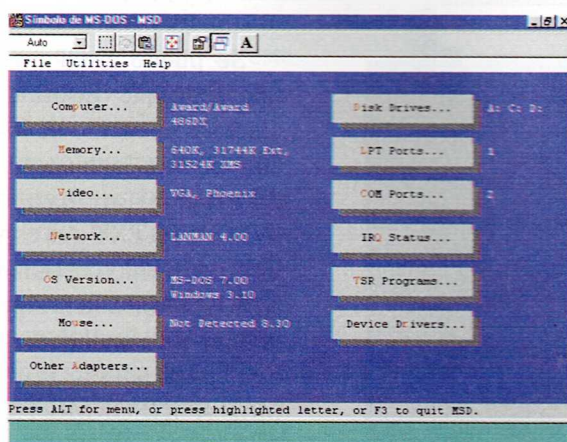 Símbolo de MS-DOS - MSD
Auto
A
File Utilities Help
Computer...
Award/Award
486DX
Disk Drives...
A: C: D:
Memory...
640K, 31744K Ext,
31524K XMS
LPT Ports...
1
Video...
VGA, Phoenix
COM Ports...
2
Network...
LANMAN 4.00
IRQ Status...
OS Version...
MS-DOS 7.00
Windows 3.10
TSR Programs...
Mouse...
Not Detected 8.30
Device Drivers...
Other Adapters...
Press ALT for menu, or press highlighted letter, or F3 to quit MSD.